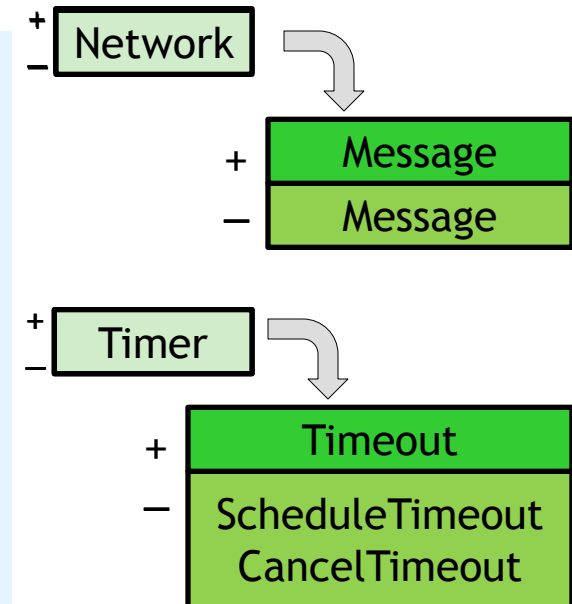 +
Network
–
+
Message
–
Message
+
Timer
–
+
Timeout
–
ScheduleTimeout
CancelTimeout